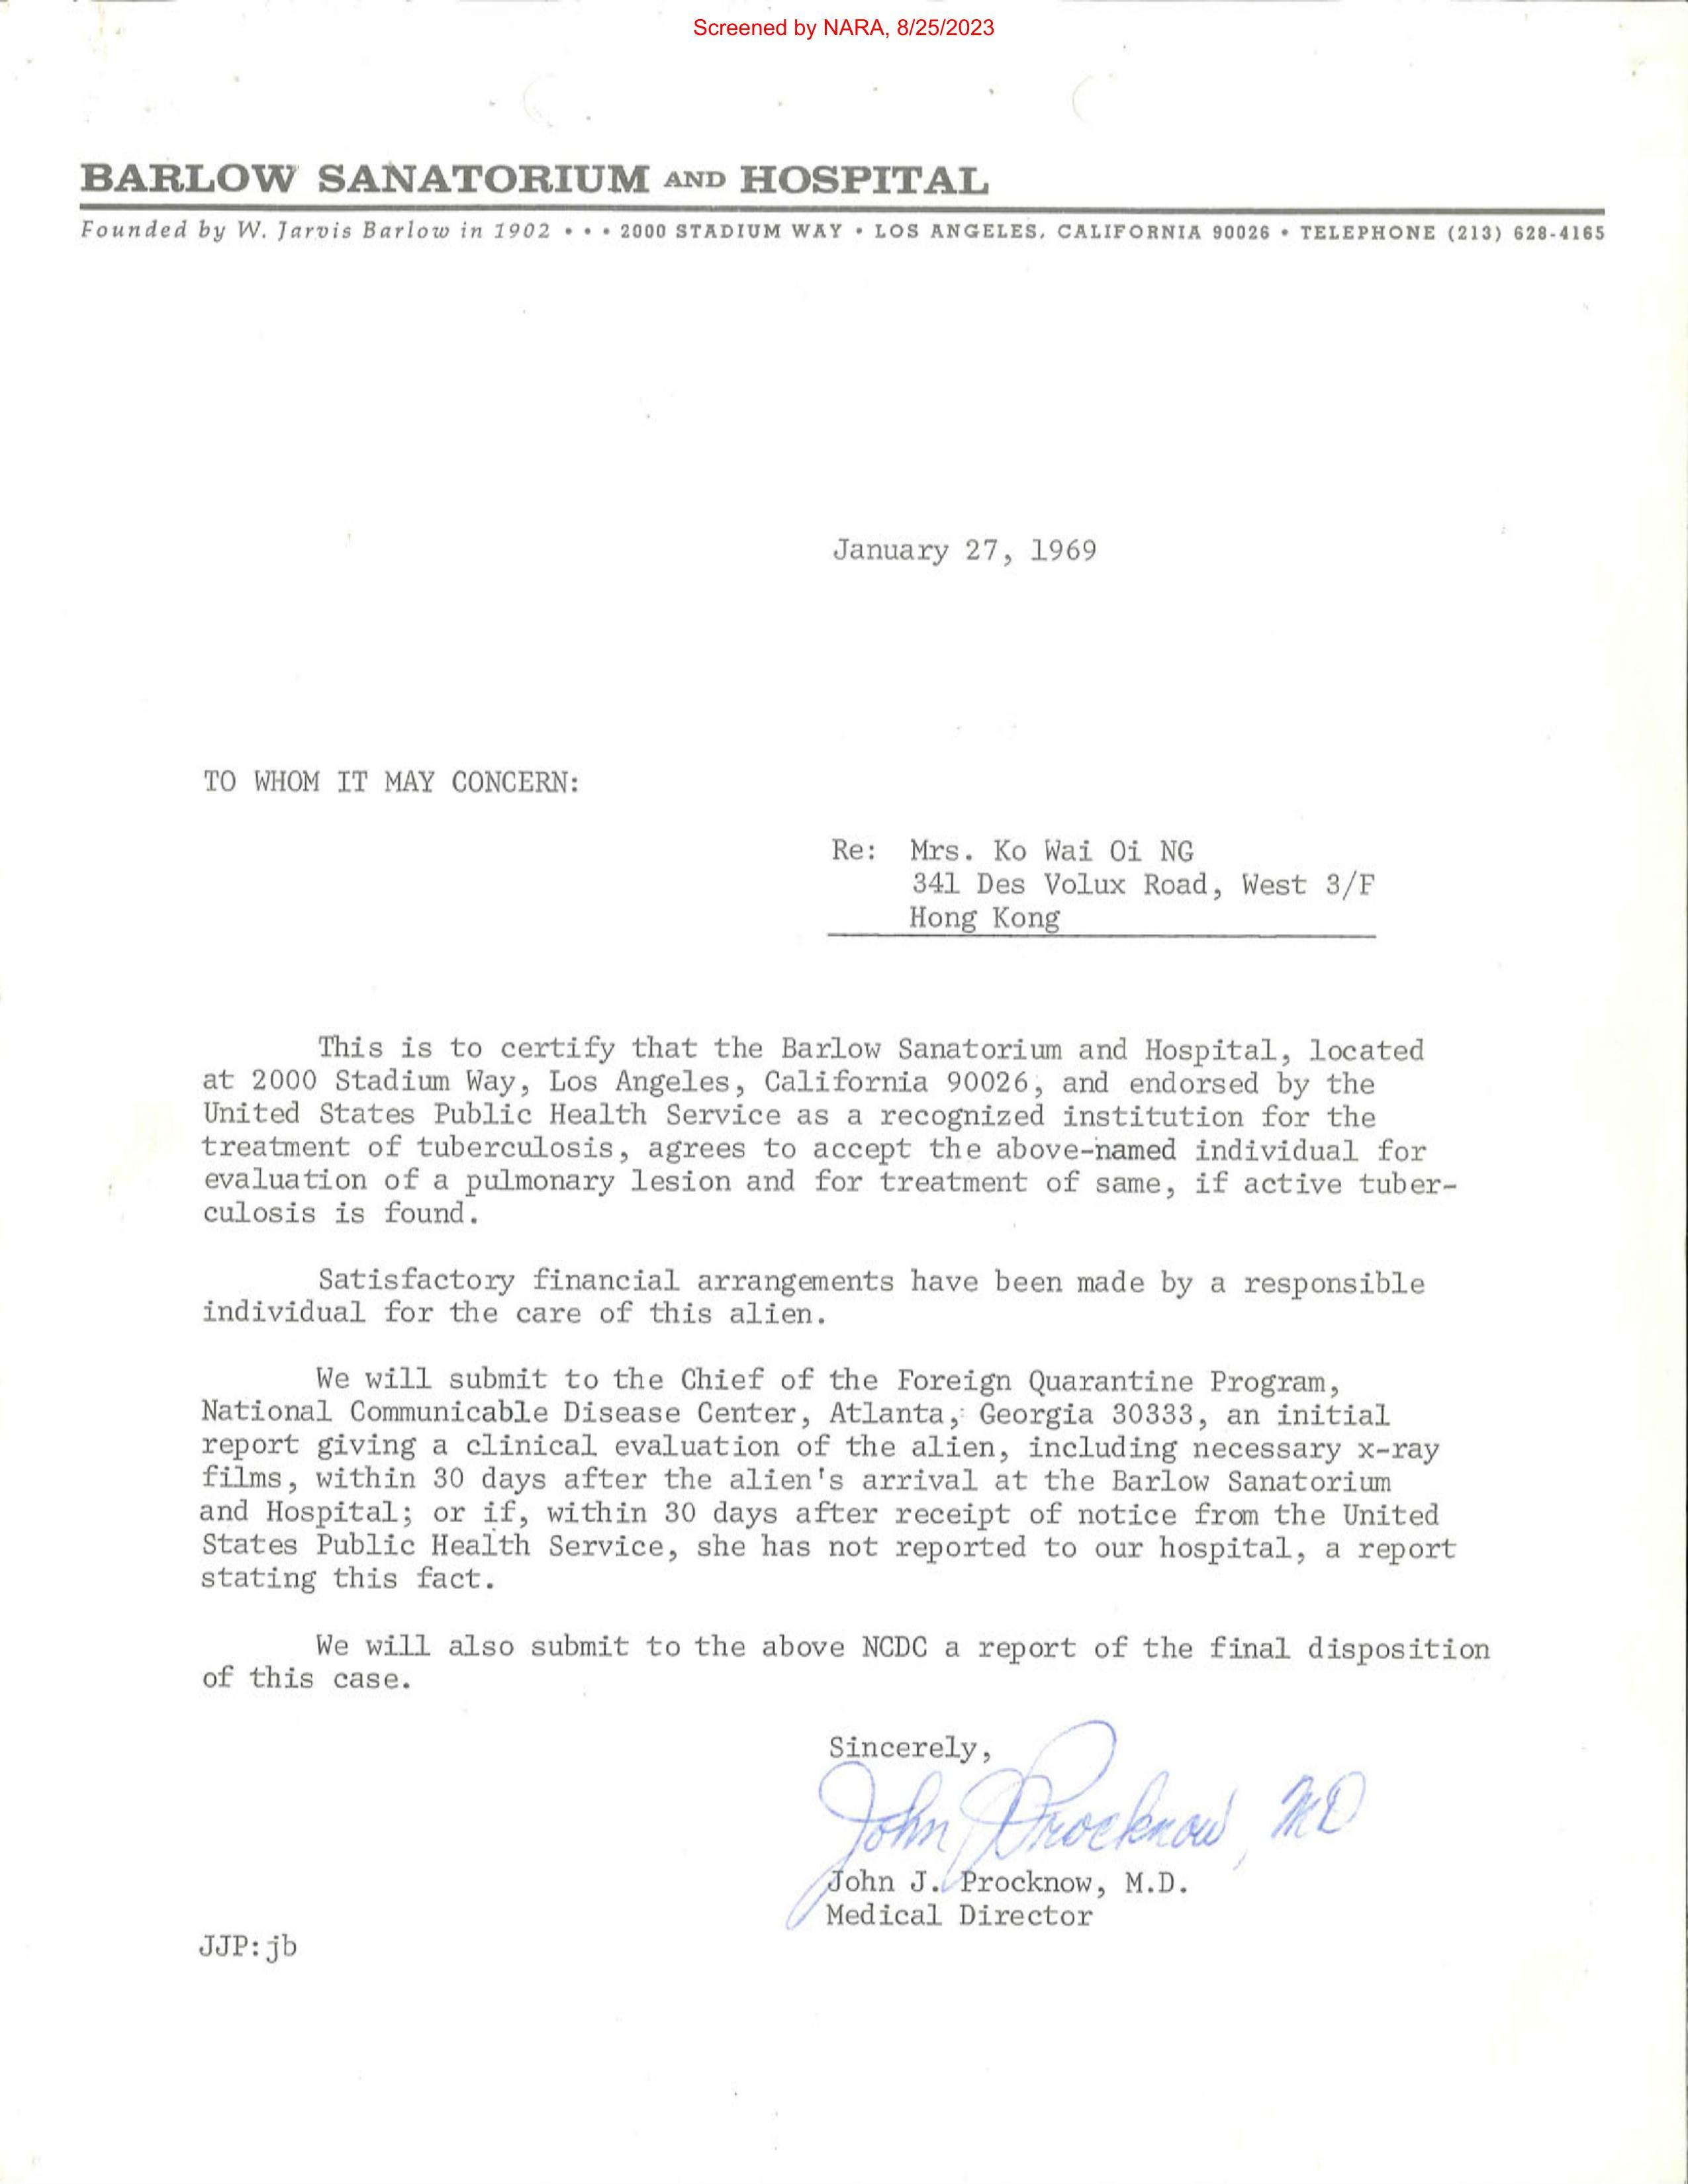 Screened by NARA, 8/25/2023
BARLOW SANATORIUM AND HOSPITAL
Founded by W. Jarvis Barlow in 1902 • • • 2000 STADIUM WAY • LOS ANGELES, CALIFORNIA 90026 • TELEPHONE (213) 628-4165
January 27, 1969
TO WHOM IT MAY CONCERN:
Re: Mrs. Ko Wai Oi NG
341 Des Volux Road, West 3/F
Hong Kong
This is to certify that the Barlow Sanatorium and Hospital, located
at 2000 Stadium Way, Los Angeles, California 90026, and endorsed by the
United States Public Health Service as a recognized institution for the
treatment of tuberculosis, agrees to accept the above-named individual for
evaluation of a pulmonary lesion and for treatment of same, if active tuber-
culosis is found.
Satisfactory financial arrangements have been made by a responsible
individual for the care of this alien.
We will submit to the Chief of the Foreign Quarantine Program,
National Communicable Disease Center, Atlanta, Georgia 30333, an initial
report giving a clinical evaluation of the alien, including necessary x-ray
films, within 30 days after the alien's arrival at the Barlow Sanatorium
and Hospital; or if, within 30 days after receipt of notice from the United
States Public Health Service, she has not reported to our hospital, a report
stating this fact.
We will also submit to the above NCDC a report of the final disposition
of this case.
Sincerely,
John J Procknow, MD
John J. Procknow, M.D.
Medical Director
JJP:jb